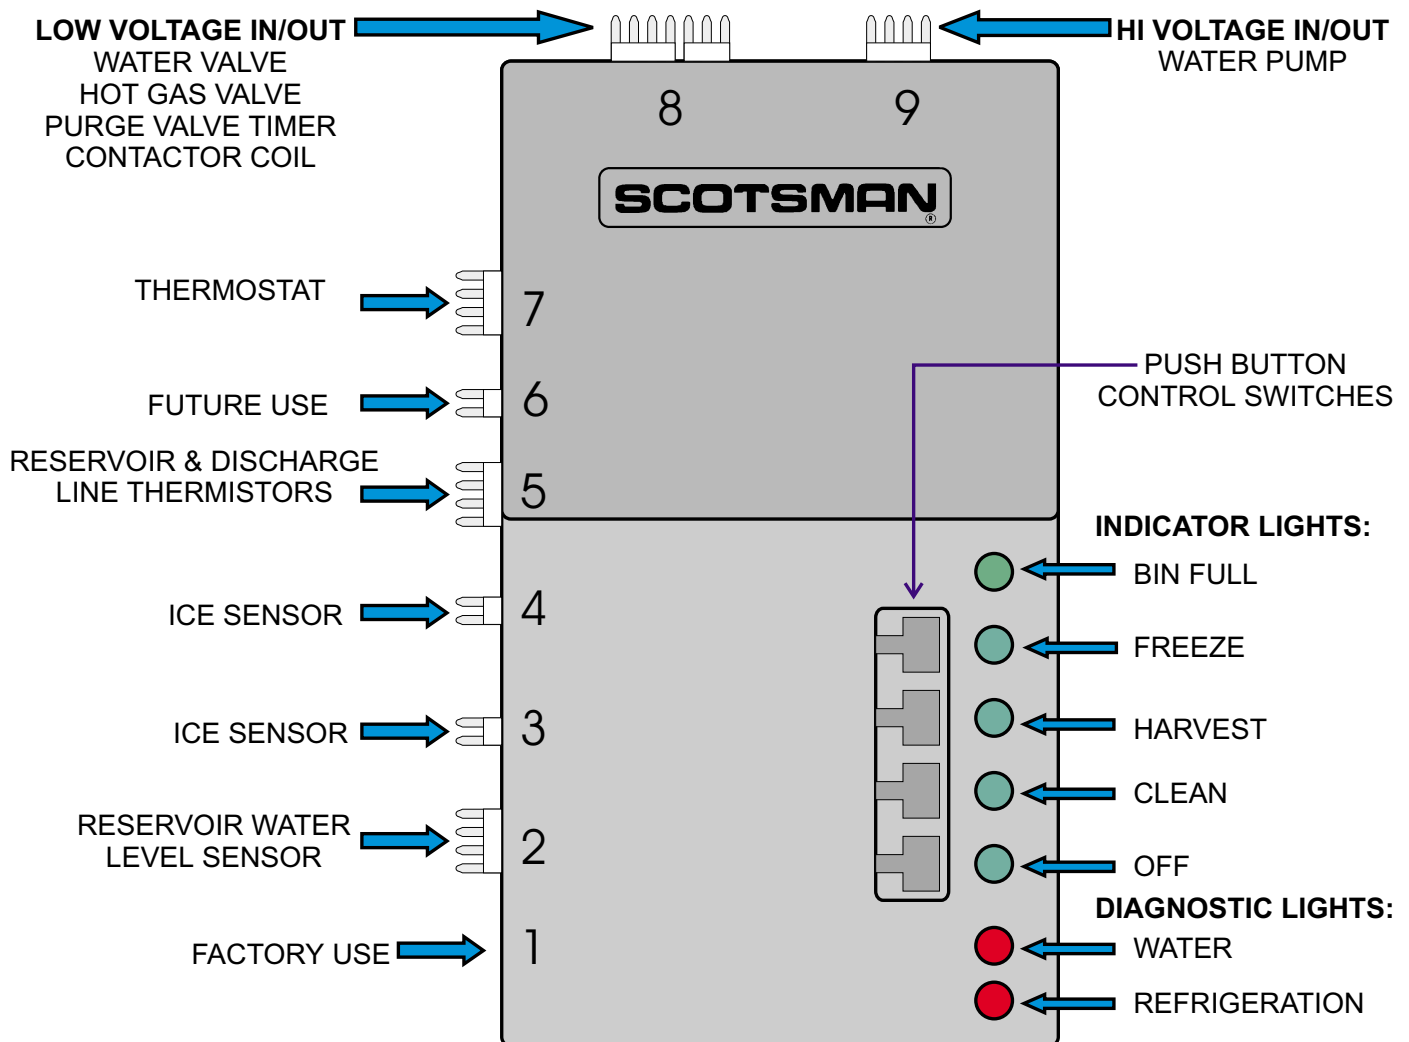 LOW VOLTAGE IN/OUT
WATER VALVE
HOT GAS VALVE
PURGE VALVE TIMER
CONTACTOR COIL
HI VOLTAGE IN/OUT
WATER PUMP
8
9
SCOTSMAN
®
THERMOSTAT
7
FUTURE USE
6
RESERVOIR & DISCHARGE
LINE THERMISTORS
5
ICE SENSOR
4
ICE SENSOR
3
RESERVOIR WATER
LEVEL SENSOR
2
FACTORY USE
1
PUSH BUTTON
CONTROL SWITCHES
INDICATOR LIGHTS:
BIN FULL
FREEZE
HARVEST
CLEAN
OFF
DIAGNOSTIC LIGHTS:
WATER
REFRIGERATION